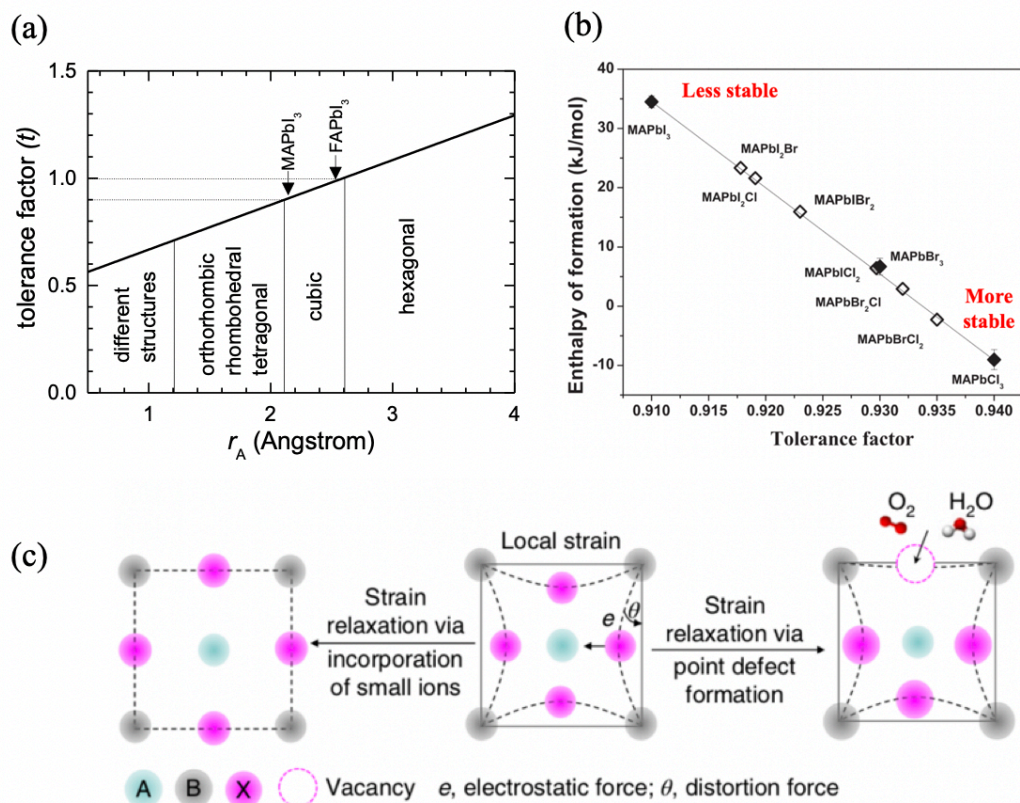 (a)
1.5
1.0
0.5
0.0
tolerance factor (t)
MAPbI3
FAPbI3
different
structures
orthorhombic
rhombohedral
tetragonal
cubic
hexagonal
1 2 3 4
rA (Angstrom)
(b)
40
30
20
10
0
-10
Enthalpy of formation (kJ/mol)
Less stable
MAPbI3
MAPbI2Br
MAPbI2Cl
MAPbIBr2
MAPbBr3
MAPbICl2
MAPbBr2Cl
More
stable
MAPbBrCl2
MAPbCl3
0.910 0.915 0.920 0.925 0.930 0.935 0.940
Tolerance factor
(c)
Strain
relaxation via
incorporation
of small ions
Local strain
e
θ
Strain
relaxation via
point defect
formation
O2 H2O
A B X Vacancy e, electrostatic force; θ, distortion force